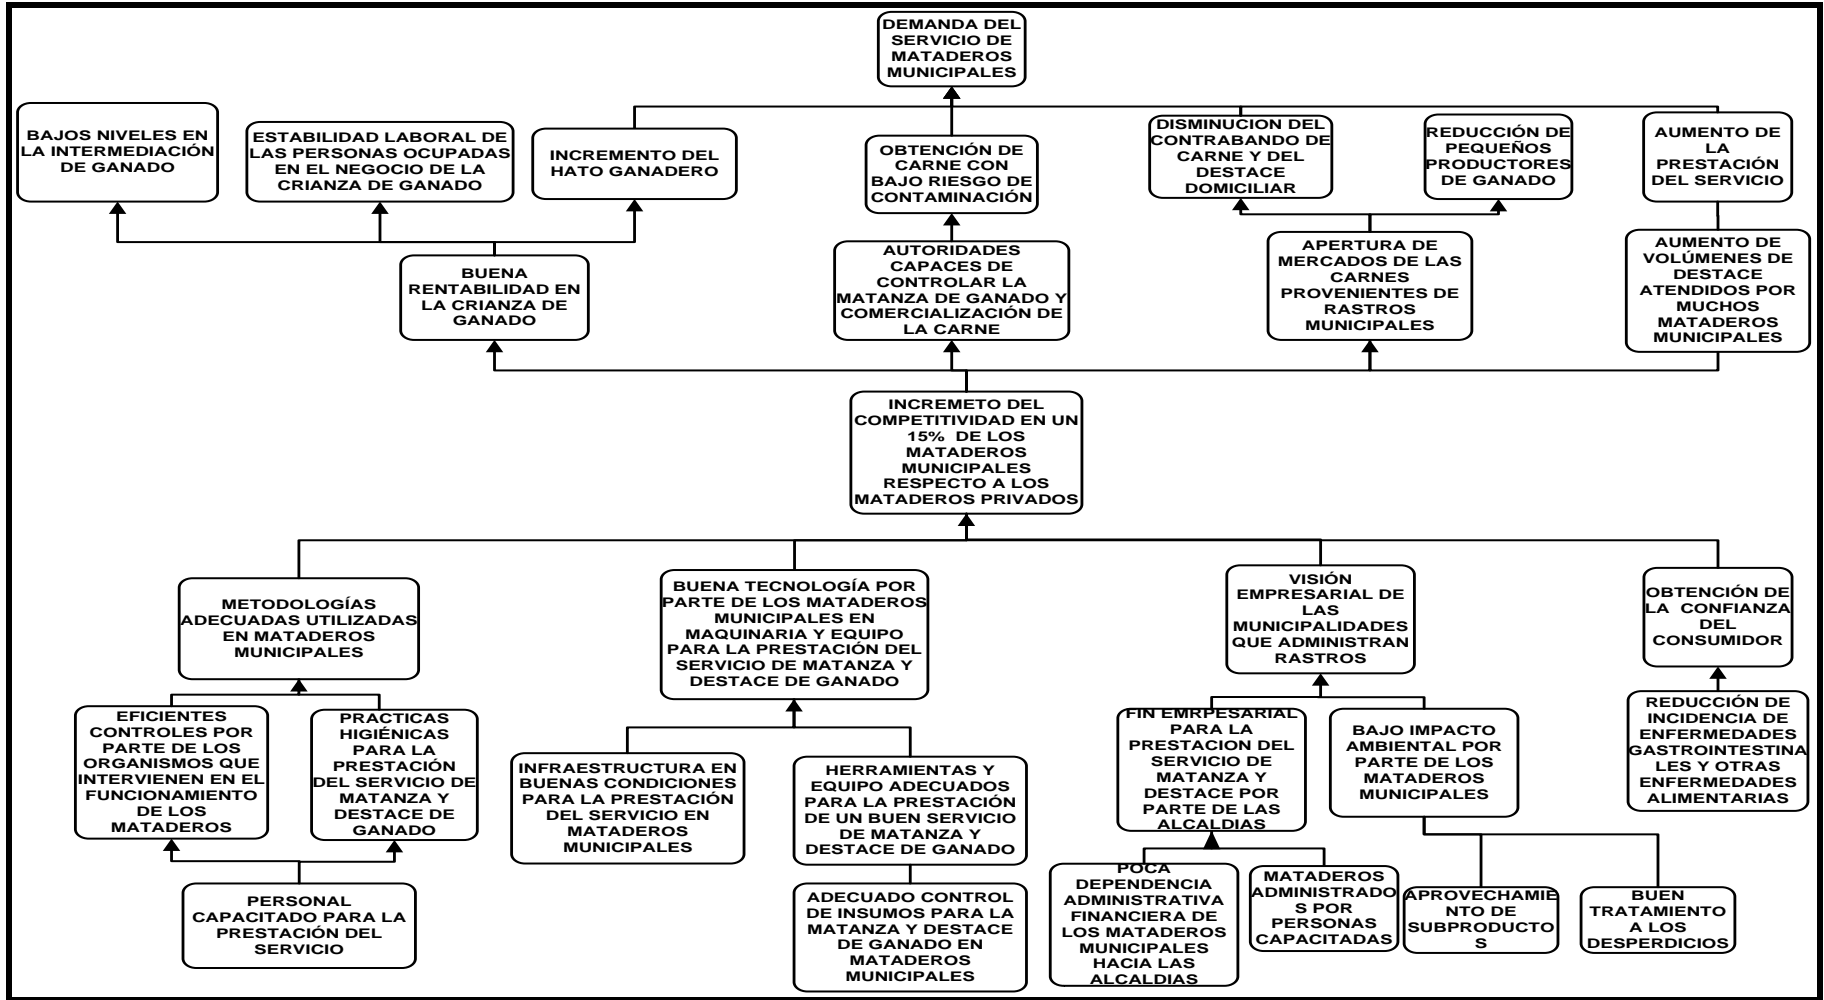 DEMANDA DEL
SERVICIO DE
MATADEROS
MUNICIPALES
BAJOS NIVELES EN
LA INTERMEDIACIÓN
DE GANADO
ESTABILIDAD LABORAL DE
LAS PERSONAS OCUPADAS
EN EL NEGOCIO DE LA
CRIANZA DE GANADO
INCREMENTO DEL
HATO GANADERO
OBTENCIÓN DE
CARNE CON
BAJO RIESGO DE
CONTAMINACIÓN
DISMINUCION DEL
CONTRABANDO DE
CARNE Y DEL
DESTACE
DOMICILIAR
REDUCCIÓN DE
PEQUEÑOS
PRODUCTORES
DE GANADO
AUMENTO DE
LA
PRESTACIÓN
DEL SERVICIO
BUENA
RENTABILIDAD EN
LA CRIANZA DE
GANADO
AUTORIDADES
CAPACES DE
CONTROLAR LA
MATANZA DE GANADO Y
COMERCIALIZACIÓN DE
LA CARNE
APERTURA DE
MERCADOS DE LAS
CARNES
PROVENIENTES DE
RASTROS
MUNICIPALES
AUMENTO DE
VOLÚMENES DE
DESTACE
ATENDIDOS POR
MUCHOS
MATADEROS
MUNICIPALES
INCREMETO DEL
COMPETITIVIDAD EN UN
15% DE LOS
MATADEROS
MUNICIPALES
RESPECTO A LOS
MATADEROS PRIVADOS
METODOLOGÍAS
ADECUADAS UTILIZADAS
EN MATADEROS
MUNICIPALES
BUENA TECNOLOGÍA POR
PARTE DE LOS MATADEROS
MUNICIPALES EN
MAQUINARIA Y EQUIPO
PARA LA PRESTACIÓN DEL
SERVICIO DE MATANZA Y
DESTACE DE GANADO
VISIÓN
EMPRESARIAL DE
LAS
MUNICIPALIDADES
QUE ADMINISTRAN
RASTROS
OBTENCIÓN DE
LA CONFIANZA
DEL
CONSUMIDOR
EFICIENTES
CONTROLES POR
PARTE DE LOS
ORGANISMOS QUE
INTERVIENEN EN EL
FUNCIONAMIENTO
DE LOS
MATADEROS
PRACTICAS
HIGIÉNICAS
PARA LA
PRESTACIÓN
DEL SERVICIO DE
MATANZA Y
DESTACE DE
GANADO
INFRAESTRUCTURA EN
BUENAS CONDICIONES
PARA LA PRESTACIÓN
DEL SERVICIO EN
MATADEROS
MUNICIPALES
HERRAMIENTAS Y
EQUIPO ADECUADOS
PARA LA PRESTACIÓN
DE UN BUEN SERVICIO
DE MATANZA Y
DESTACE DE GANADO
FIN EMRPESARIAL
PARA LA
PRESTACION DEL
SERVICIO DE
MATANZA Y
DESTACE POR
PARTE DE LAS
ALCALDIAS
BAJO IMPACTO
AMBIENTAL POR
PARTE DE LOS
MATADEROS
MUNICIPALES
REDUCCIÓN DE
INCIDENCIA DE
ENFERMEDADES
GASTROINTESTINA
LES Y OTRAS
ENFERMEDADES
ALIMENTARIAS
PERSONAL
CAPACITADO PARA LA
PRESTACIÓN DEL
SERVICIO
ADECUADO CONTROL
DE INSUMOS PARA LA
MATANZA Y DESTACE
DE GANADO EN
MATADEROS
MUNICIPALES
POCA
DEPENDENCIA
ADMINISTRATIVA
FINANCIERA DE
LOS MATADEROS
MUNICIPALES
HACIA LAS
ALCALDIAS
MATADEROS
ADMINISTRADO
S POR
PERSONAS
CAPACITADAS
APROVECHAMIE
NTO DE
SUBPRODUCTO
S
BUEN
TRATAMIENTO
A LOS
DESPERDICIOS